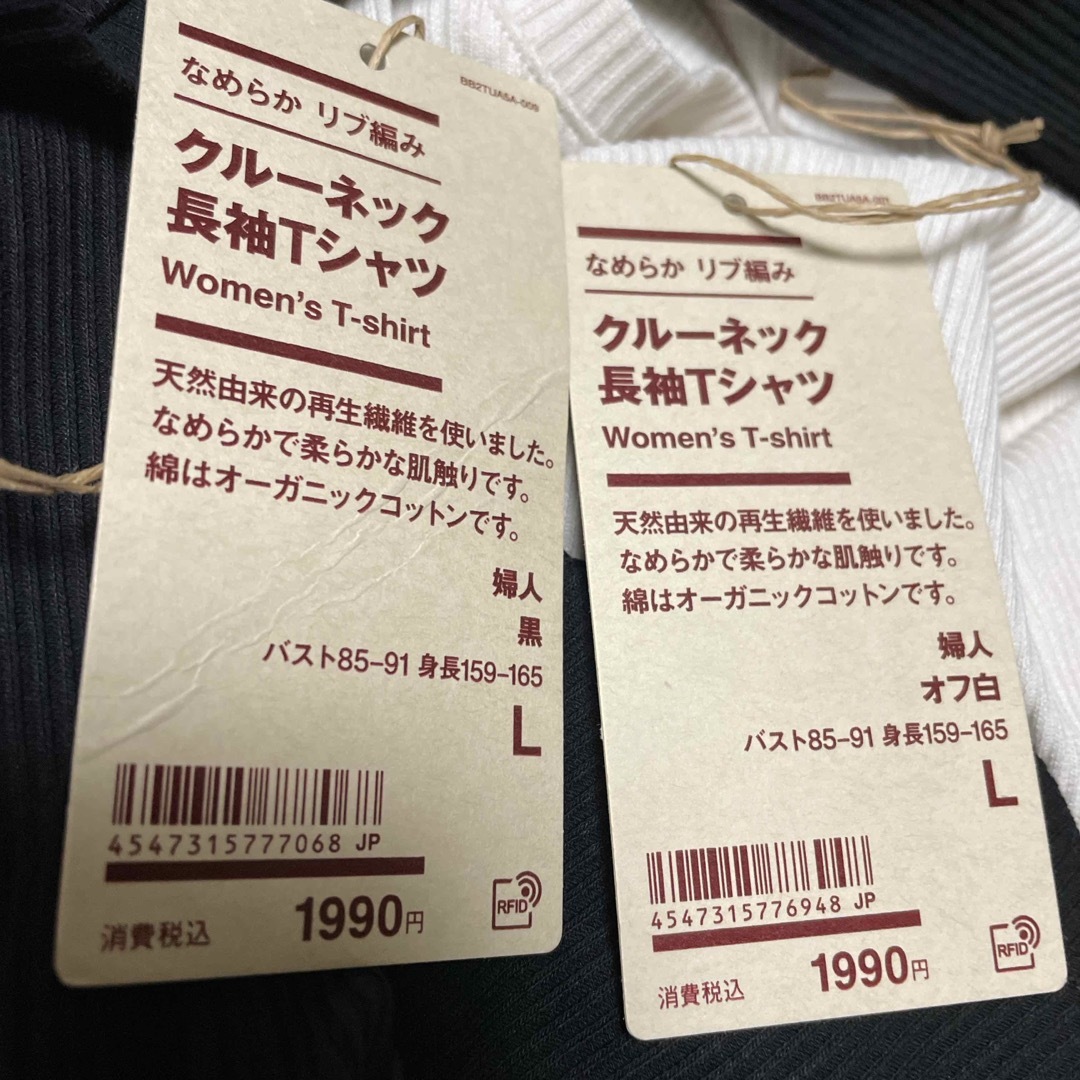 BB2TUA5A-009
なめらか リブ編み
クルーネック
長袖Tシャツ
Women's T-shirt
天然由来の再生繊維を使いました。
なめらかで柔らかな肌触りです。
綿はオーガニックコットンです。
婦人
黒
バスト85-91 身長159-165
L
4547315777068 JP
消費税込 1990円
RFID
なめらか リブ編み
クルーネック
長袖Tシャツ
Women's T-shirt
天然由来の再生繊維を使いました。
なめらかで柔らかな肌触りです。
綿はオーガニックコットンです。
婦人
オフ白
バスト85-91 身長159-165
L
4547315776948 JP
消費税込 1990円
RFID